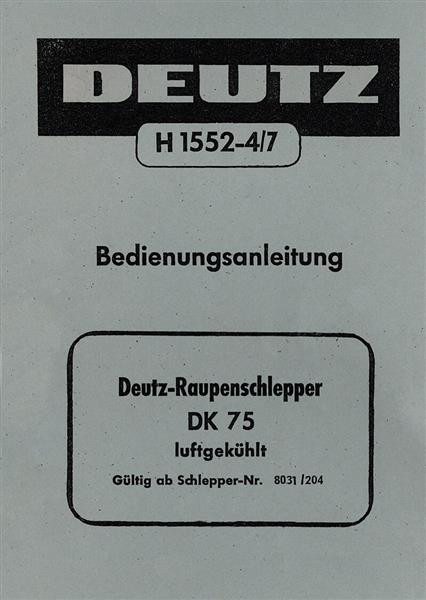 DEUTZ
H 1552-4/7
Bedienungsanleitung
Deutz-Raupenschlepper
DK 75
luftgekühlt
Gültig ab Schlepper-Nr. 8031/204